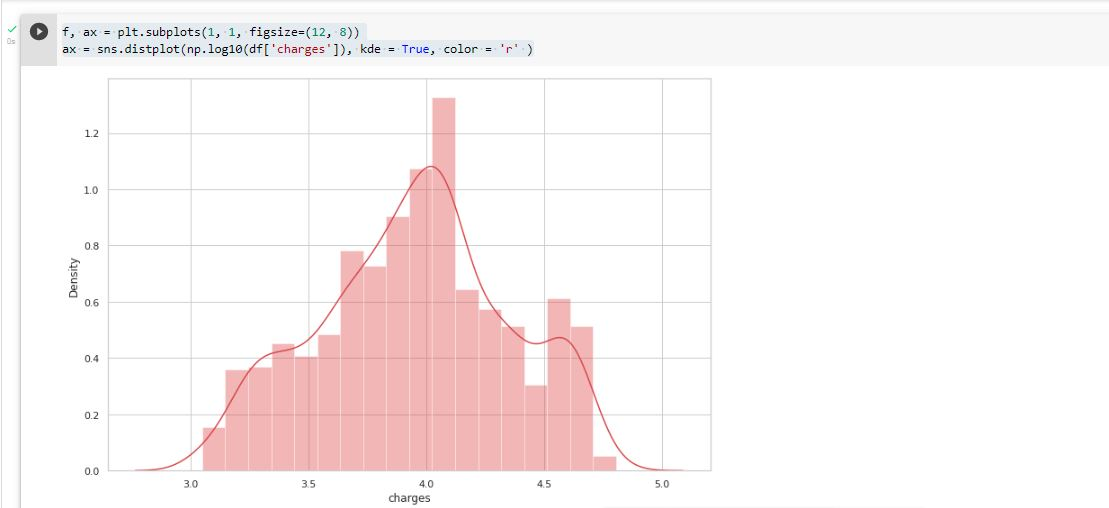 0s
f, ax = plt.subplots(1, 1, figsize=(12, 8))
ax = sns.distplot(np.log10(df['charges']), kde = True, color = 'r' )
1.2
1.0
0.8
0.6
0.4
0.2
0.0
Density
3.0 3.5 4.0 4.5 5.0
charges